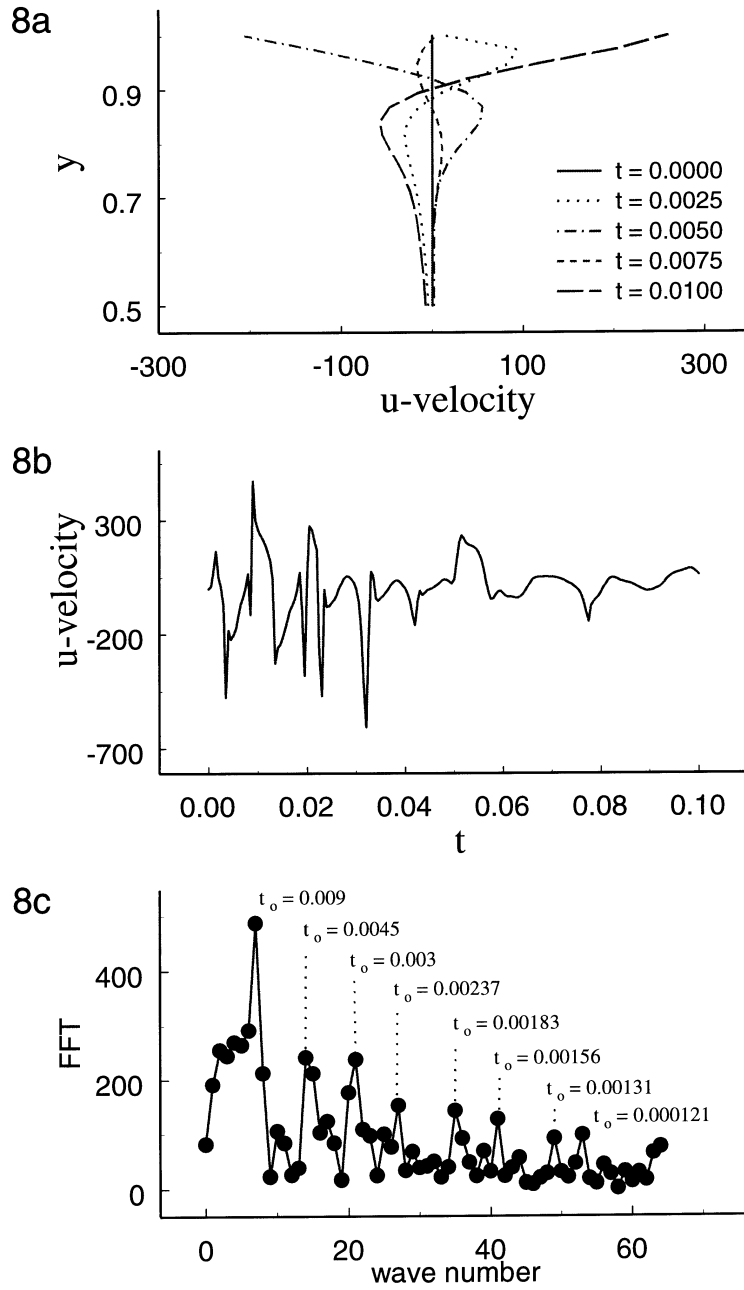 8a
0.9
0.7
0.5
y
t = 0.0000
t = 0.0025
t = 0.0050
t = 0.0075
t = 0.0100
-300 -100 100 300
u-velocity
8b
300
-200
-700
u-velocity
0.00 0.02 0.04 0.06 0.08 0.10
t
8c
t o = 0.009
t o = 0.0045
t o = 0.003
t o = 0.00237
t o = 0.00183
t o = 0.00156
t o = 0.00131
t o = 0.000121
400
200
0
FFT
0 20 40 60
wave number